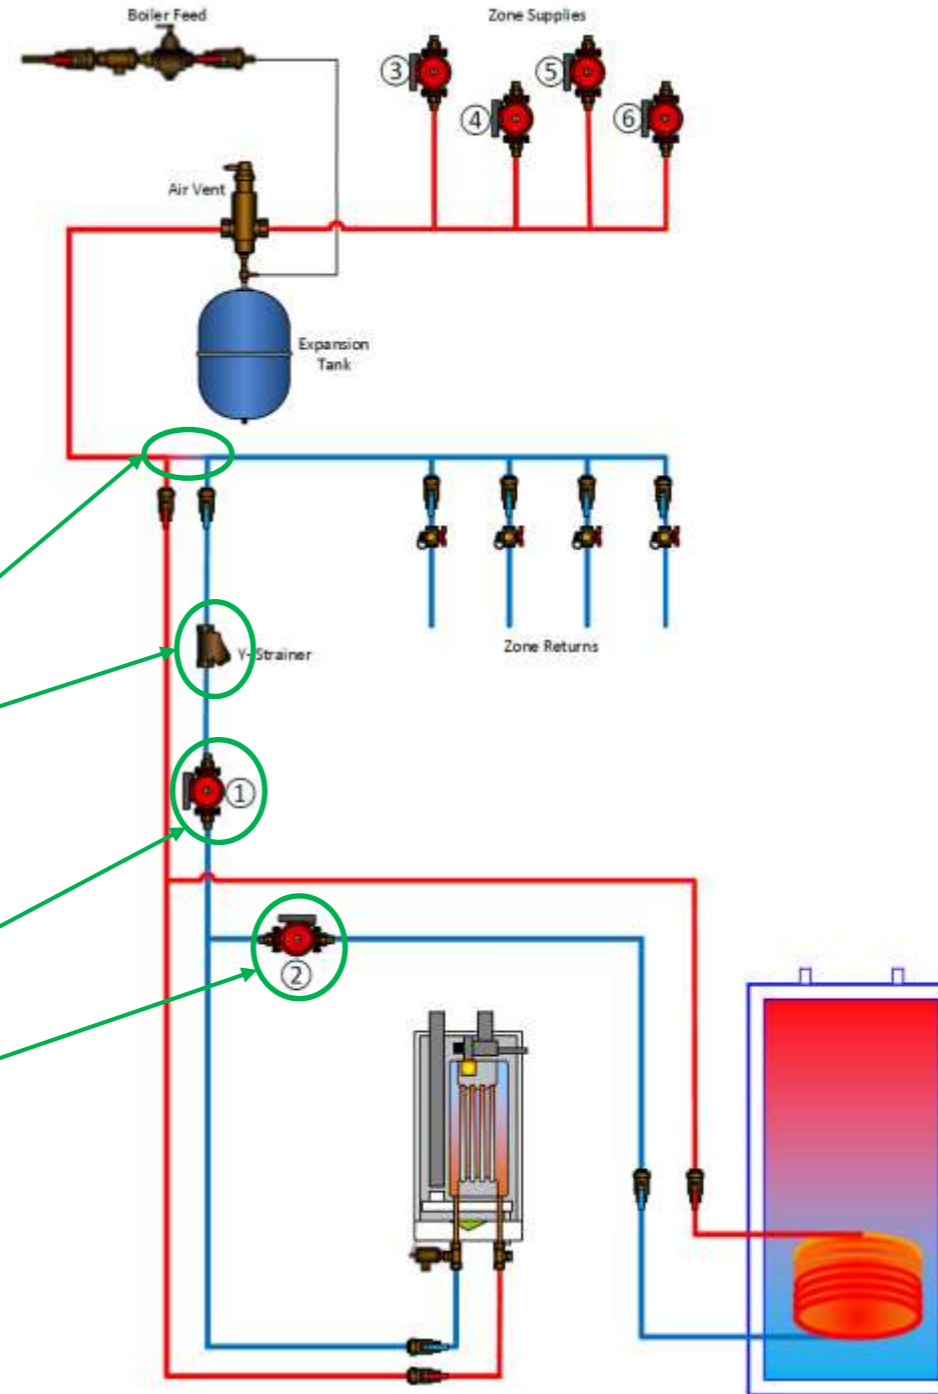 Boiler Feed
Zone Supplies
③
⑤
④
⑥
Air Vent
Expansion
Tank
Y-Strainer
Zone Returns
①
②